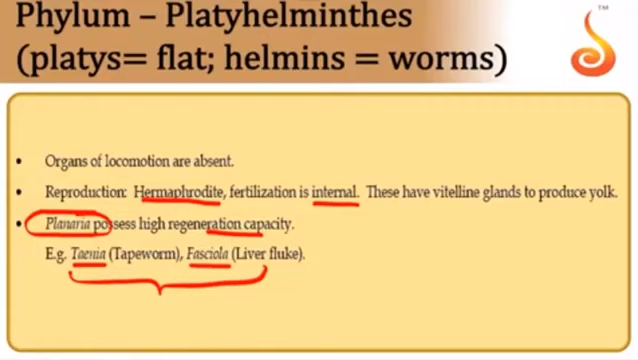 Phylum – Platyhelminthes
(platys= flat; helmins = worms)
TM
• Organs of locomotion are absent.
• Reproduction: Hermaphrodite, fertilization is internal. These have vitelline glands to produce yolk.
• Planaria possess high regeneration capacity.
E.g. Taenia (Tapeworm), Fasciola (Liver fluke).